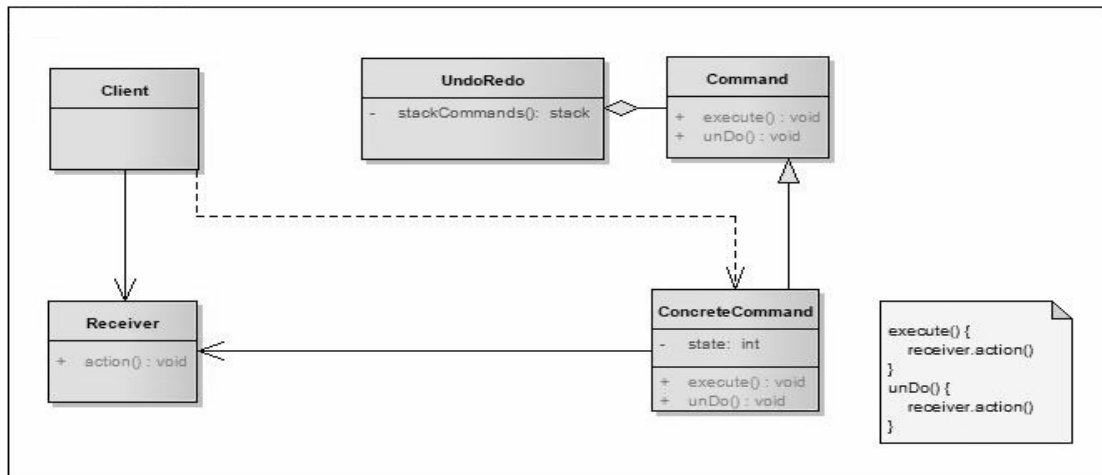 Client
UndoRedo
- stackCommands(): stack
Command
+ execute() : void
+ unDo() : void
Receiver
+ action() : void
ConcreteCommand
- state: int
+ execute() : void
+ unDo() : void
execute() {
receiver.action()
}
unDo() {
receiver.action()
}